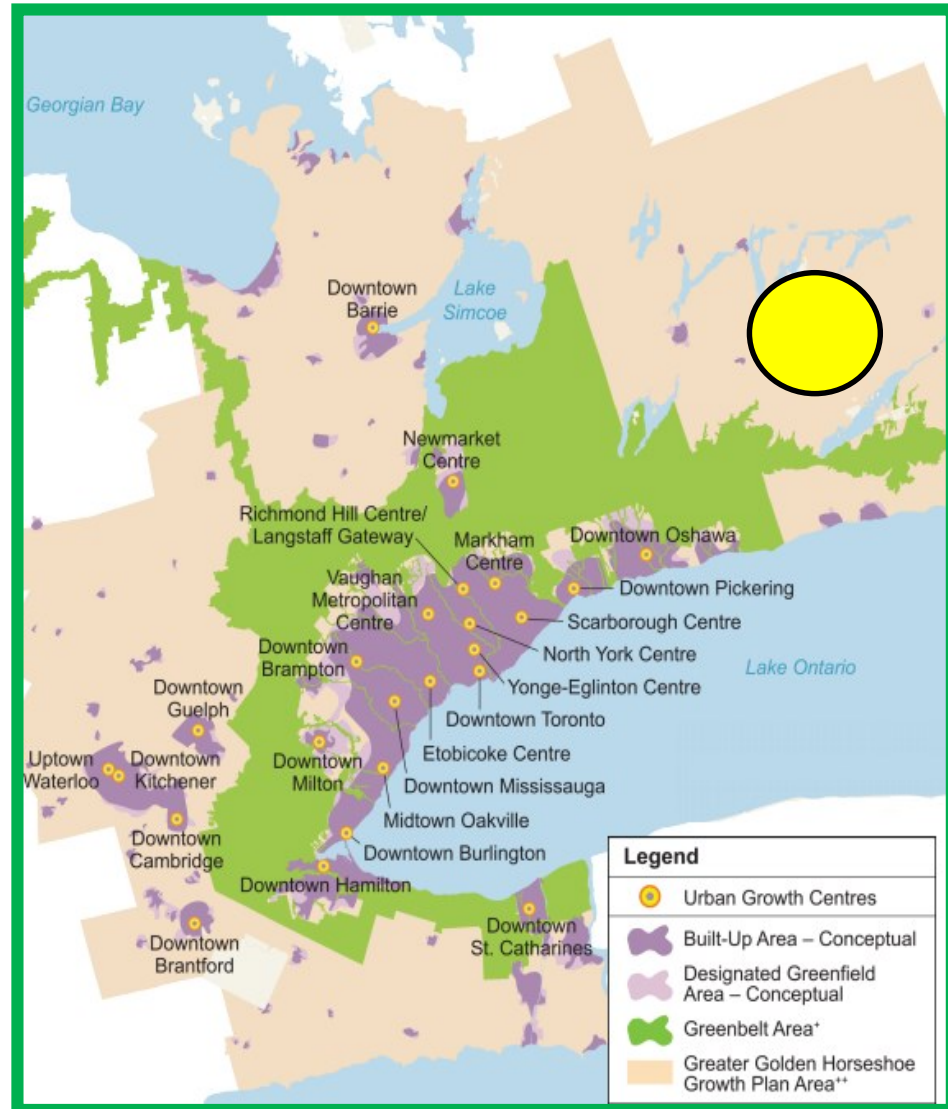 Georgian Bay
Downtown
Barrie
Lake
Simcoe
Newmarket
Centre
Richmond Hill Centre/
Langstaff Gateway
Markham
Centre
Downtown Oshawa
Vaughan
Metropolitan
Centre
Downtown Pickering
Scarborough Centre
North York Centre
Downtown
Brampton
Yonge-Eglinton Centre
Lake Ontario
Downtown
Guelph
Downtown Toronto
Etobicoke Centre
Uptown
Waterloo
Downtown
Kitchener
Downtown
Milton
Downtown Mississauga
Midtown Oakville
Downtown
Cambridge
Downtown Burlington
Downtown Hamilton
Downtown
St. Catharines
Downtown
Brantford
Legend
Urban Growth Centres
Built-Up Area – Conceptual
Designated Greenfield
Area – Conceptual
Greenbelt Area⁺
Greater Golden Horseshoe
Growth Plan Area⁺⁺